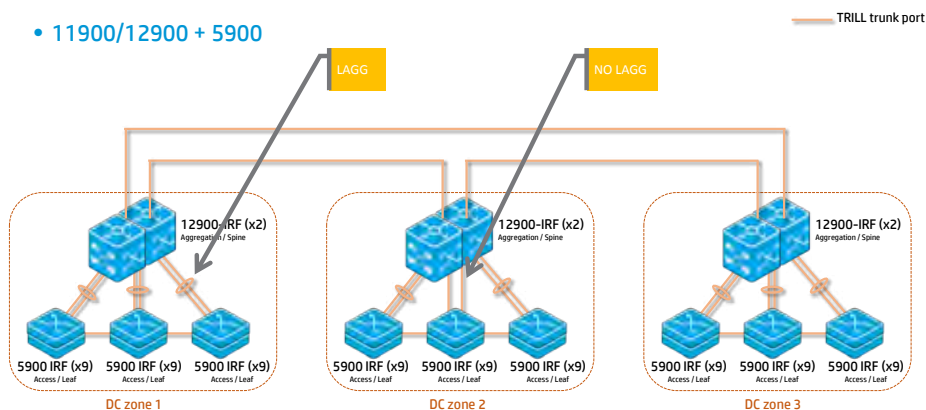 TRILL trunk port
• 11900/12900 + 5900
LAGG
NO LAGG
12900-IRF (x2)
Aggregation / Spine
12900-IRF (x2)
Aggregation / Spine
12900-IRF (x2)
Aggregation / Spine
5900 IRF (x9) 5900 IRF (x9) 5900 IRF (x9)
Access / Leaf Access / Leaf Access / Leaf
5900 IRF (x9) 5900 IRF (x9) 5900 IRF (x9)
Access / Leaf Access / Leaf Access / Leaf
5900 IRF (x9) 5900 IRF (x9) 5900 IRF (x9)
Access / Leaf Access / Leaf Access / Leaf
DC zone 1
DC zone 2
DC zone 3